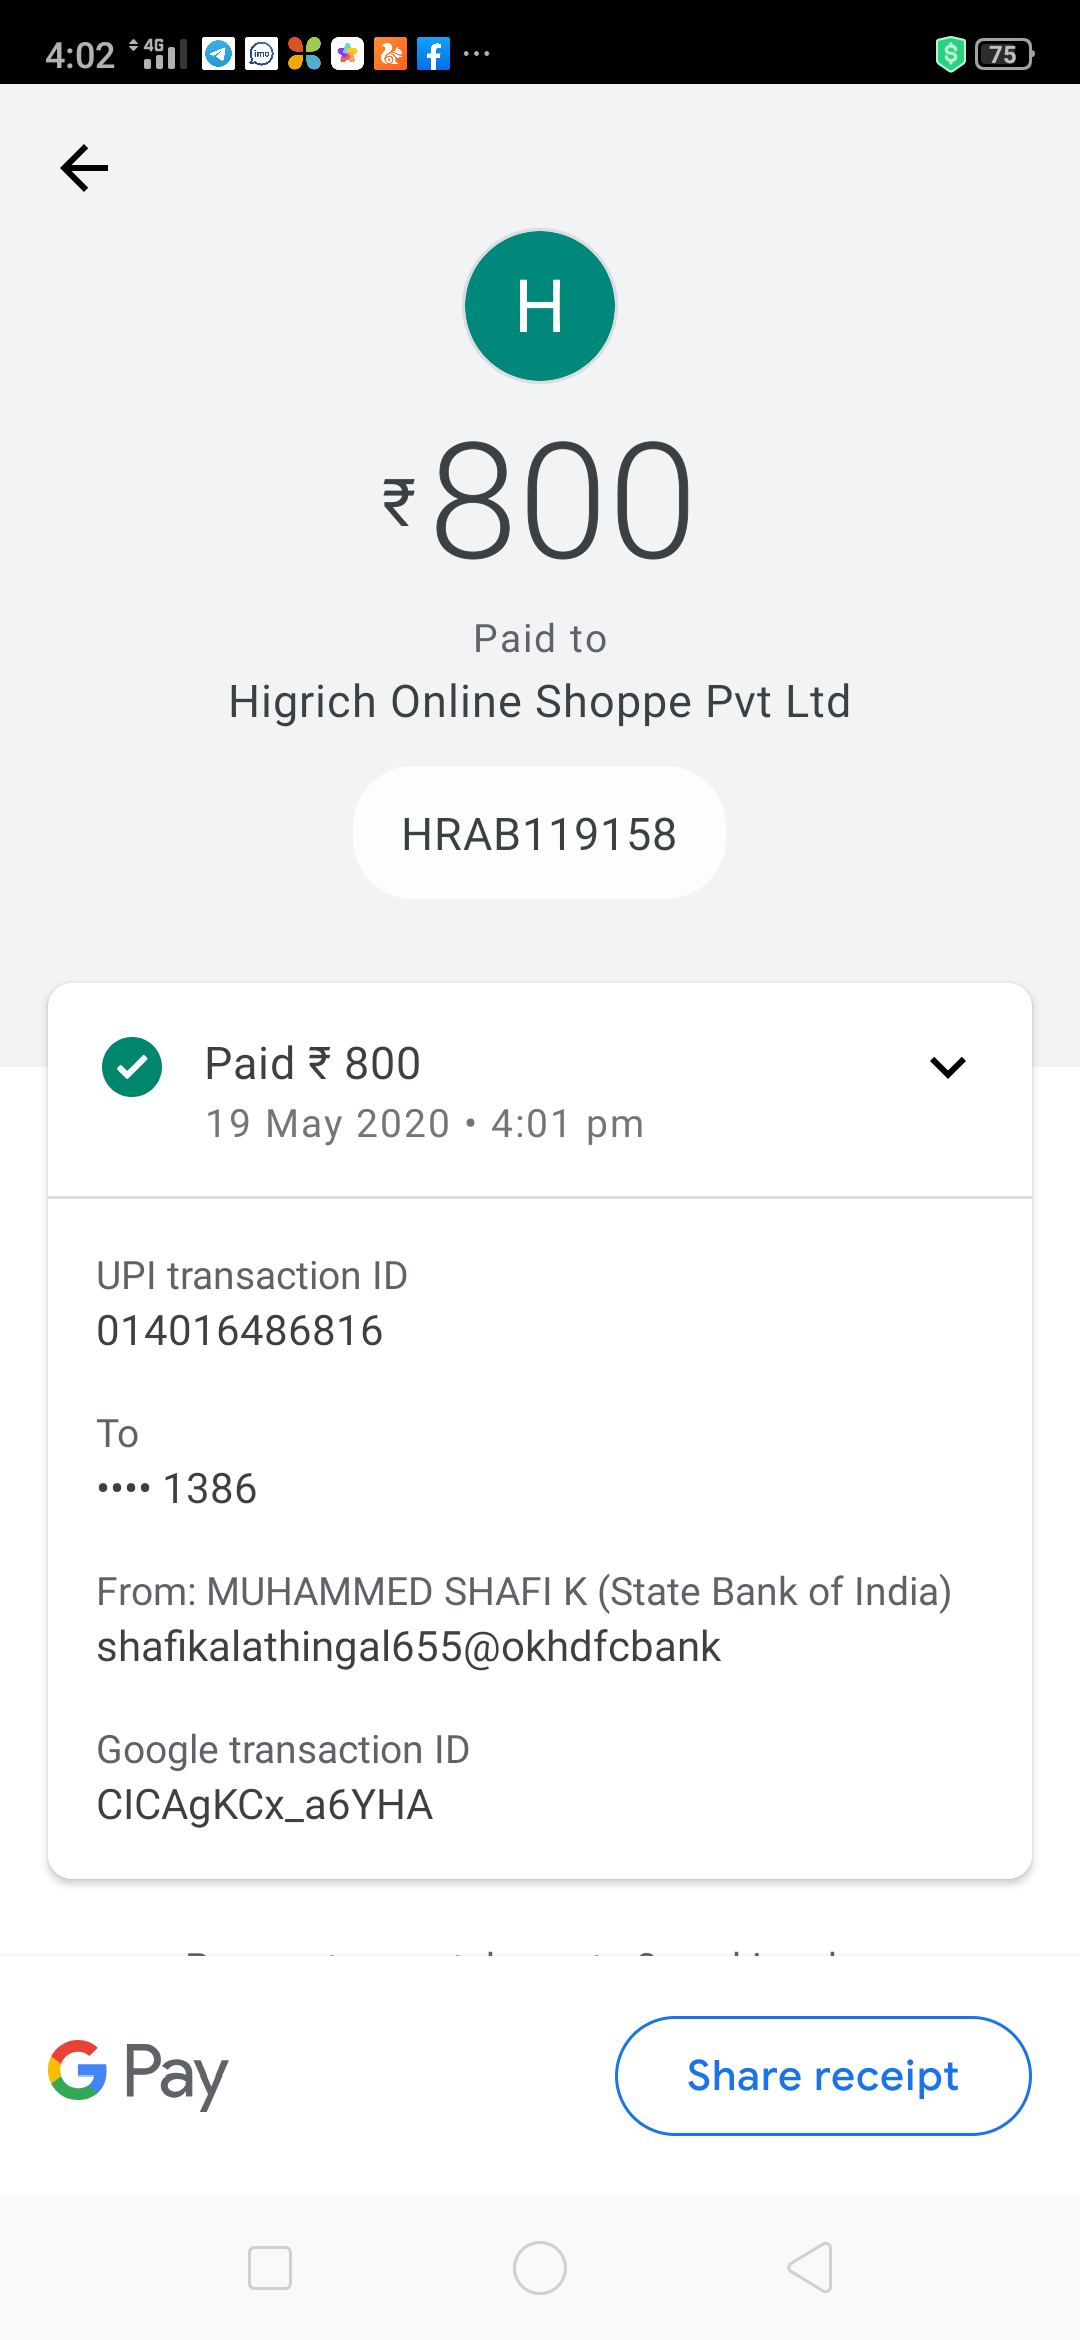 4:02 4G imo 75
H
₹800
Paid to
Higrich Online Shoppe Pvt Ltd
HRAB119158
Paid ₹ 800
19 May 2020 • 4:01 pm
UPI transaction ID
014016486816
To
•••• 1386
From: MUHAMMED SHAFI K (State Bank of India)
shafikalathingal655@okhdfcbank
Google transaction ID
CICAgKCx_a6YHA
G Pay
Share receipt